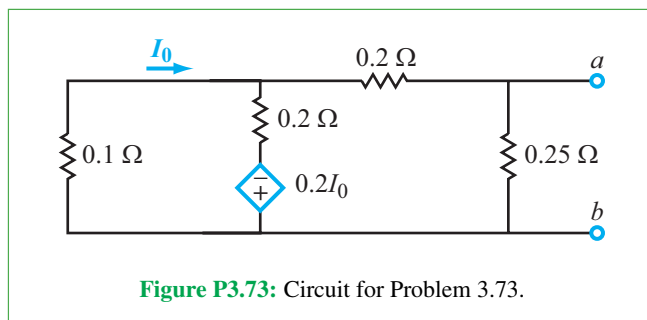 I₀
0.2 Ω
a
0.2 Ω
0.1 Ω
0.25 Ω
−
+
0.2I₀
b
Figure P3.73: Circuit for Problem 3.73.